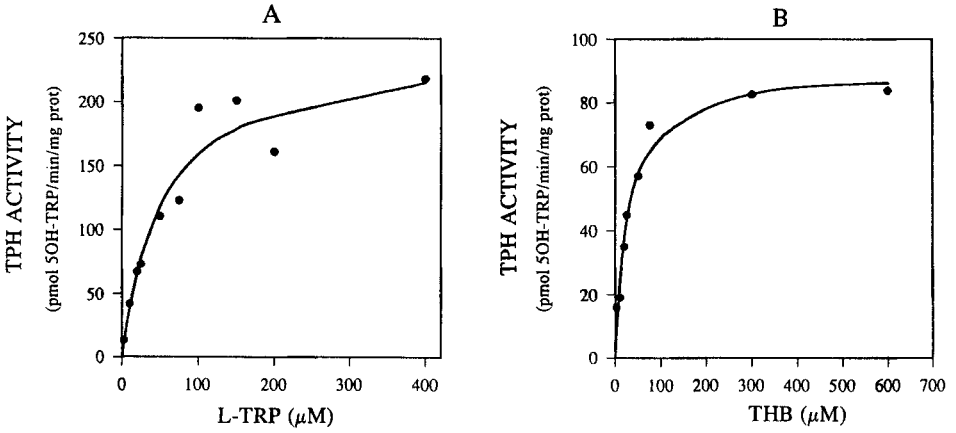 A
TPH ACTIVITY
(pmol 5OH-TRP/min/mg prot)
250
200
150
100
50
0
0 100 200 300 400
L-TRP (μM)
B
TPH ACTIVITY
(pmol 5OH-TRP/min/mg prot)
100
80
60
40
20
0
0 100 200 300 400 500 600 700
THB (μM)